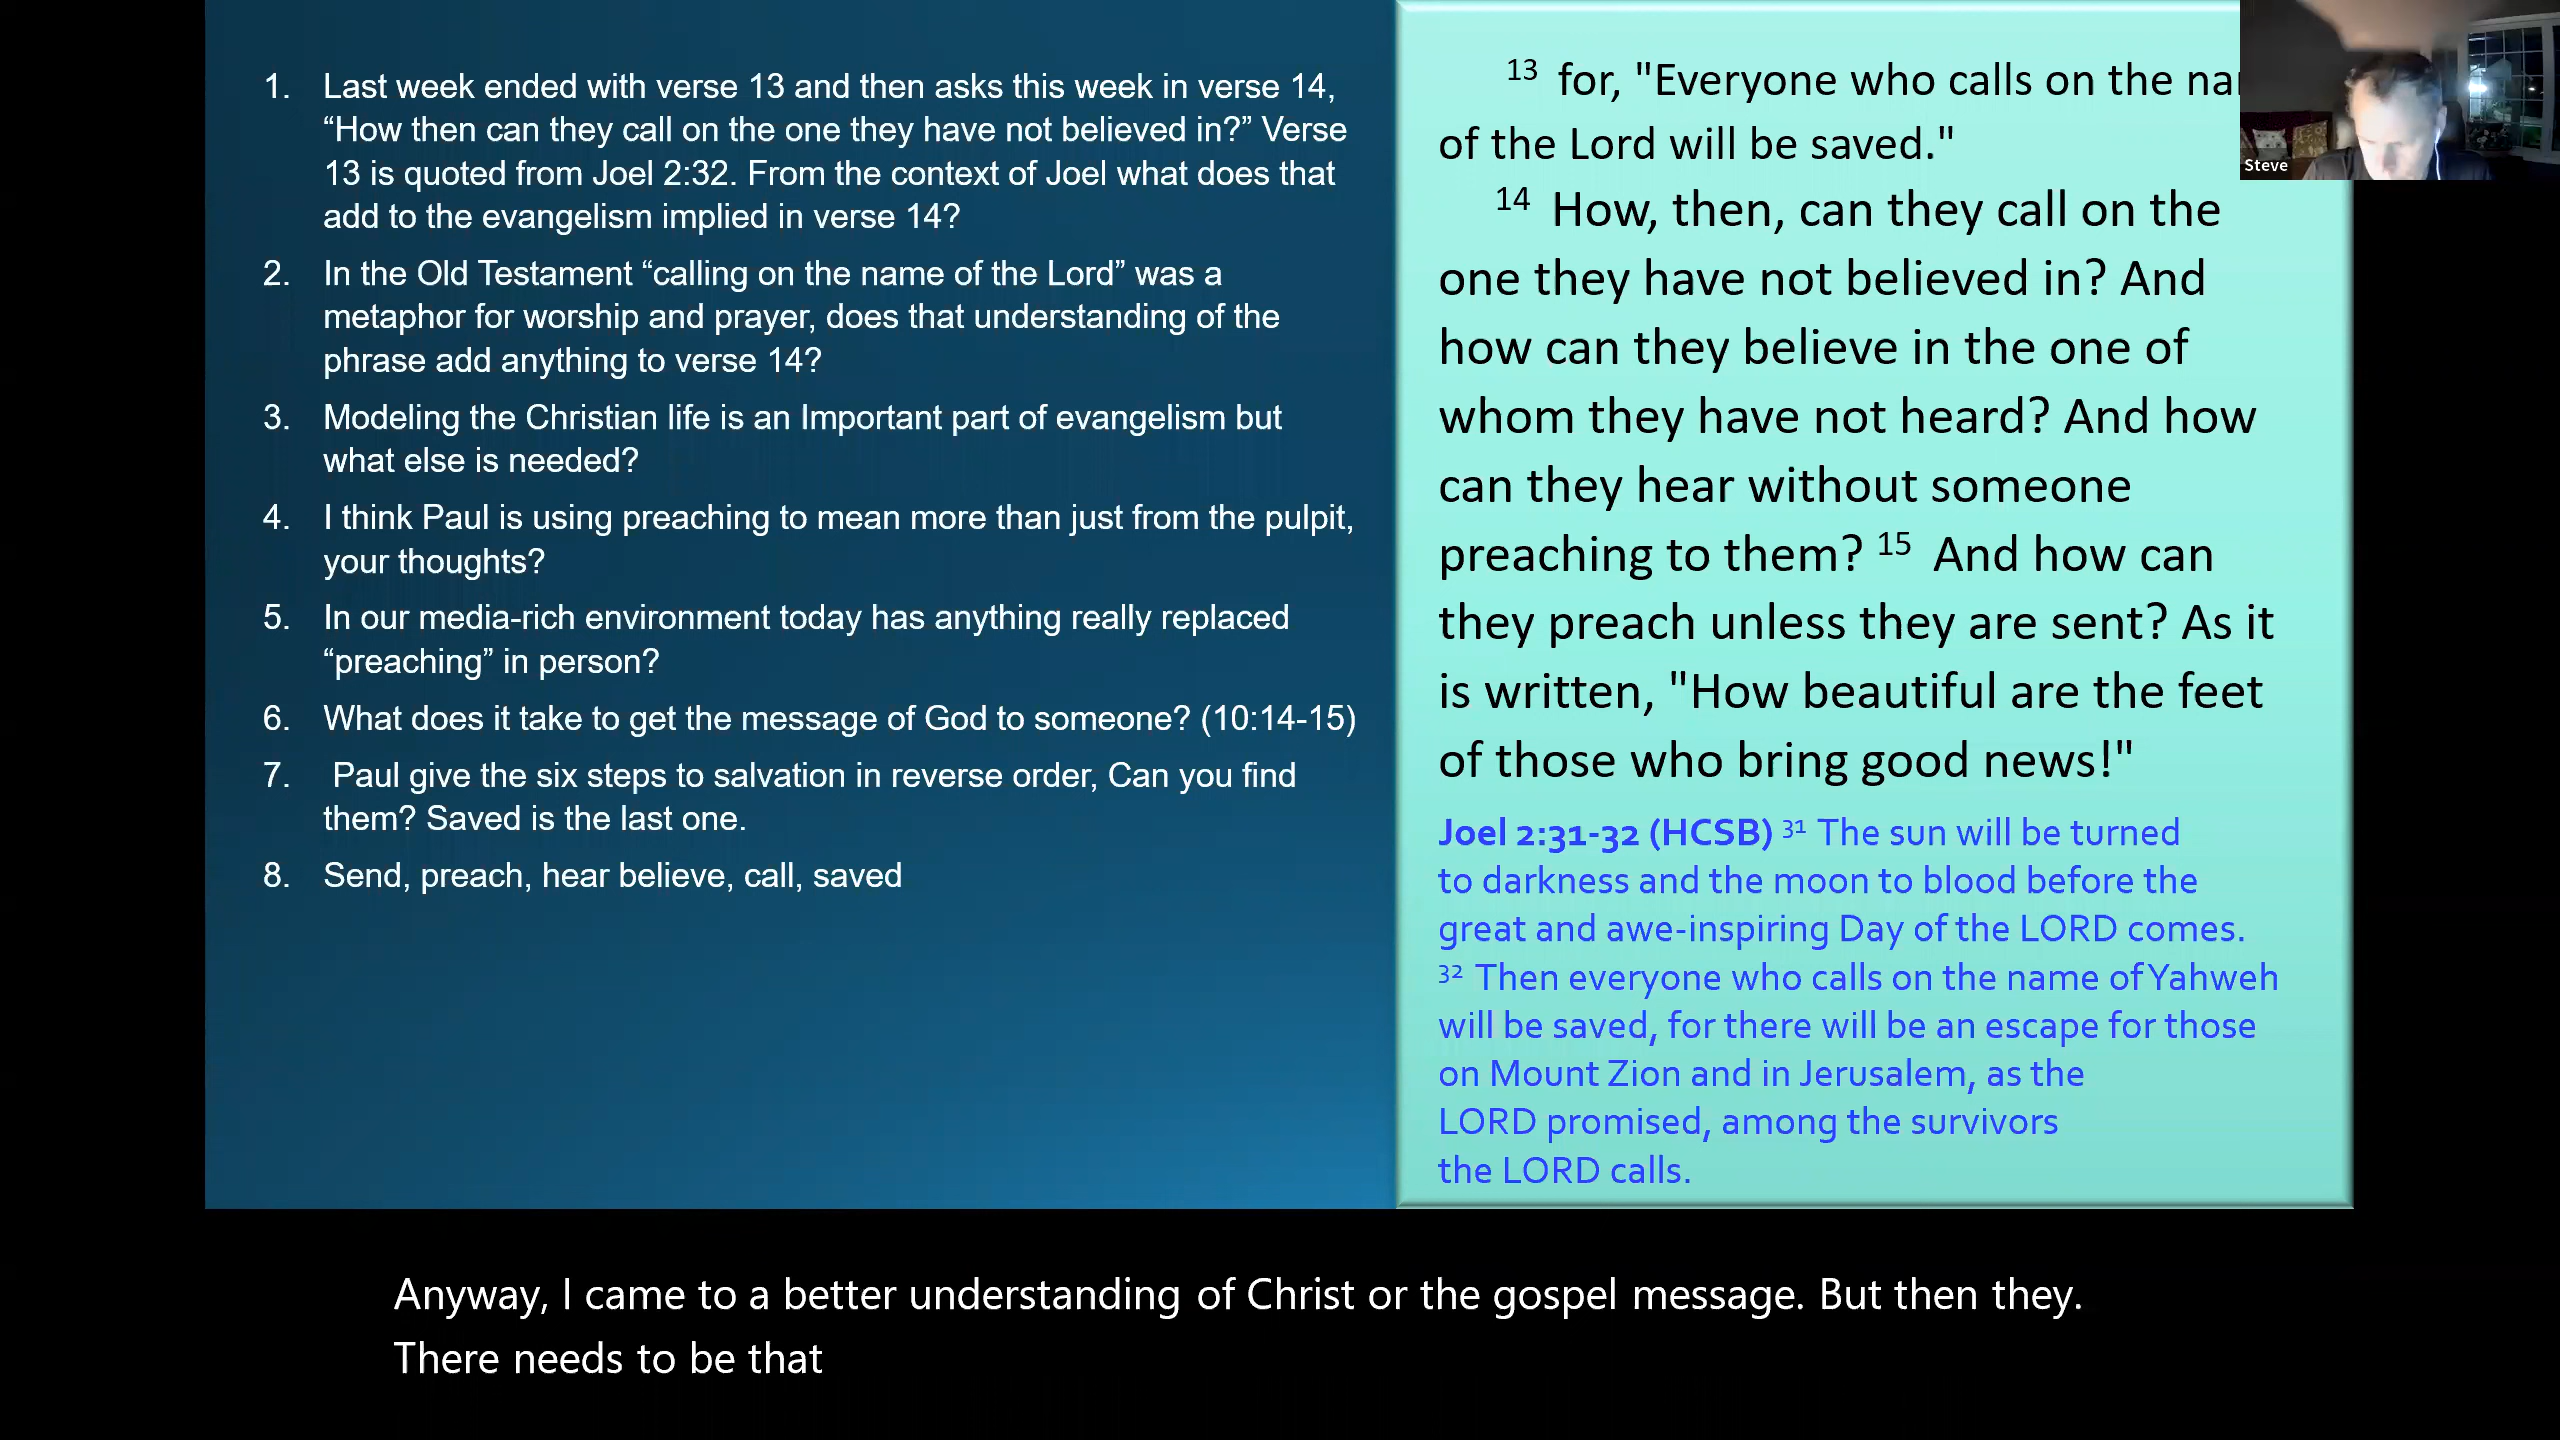 1. Last week ended with verse 13 and then asks this week in verse 14,
“How then can they call on the one they have not believed in?” Verse
13 is quoted from Joel 2:32. From the context of Joel what does that
add to the evangelism implied in verse 14?
2. In the Old Testament “calling on the name of the Lord” was a
metaphor for worship and prayer, does that understanding of the
phrase add anything to verse 14?
3. Modeling the Christian life is an Important part of evangelism but
what else is needed?
4. I think Paul is using preaching to mean more than just from the pulpit,
your thoughts?
5. In our media-rich environment today has anything really replaced
“preaching” in person?
6. What does it take to get the message of God to someone? (10:14-15)
7. Paul give the six steps to salvation in reverse order, Can you find
them? Saved is the last one.
8. Send, preach, hear believe, call, saved
13 for, "Everyone who calls on the
of the Lord will be saved."
14 How, then, can they call on the
one they have not believed in? And
how can they believe in the one of
whom they have not heard? And how
can they hear without someone
preaching to them? 15 And how can
they preach unless they are sent? As it
is written, "How beautiful are the feet
of those who bring good news!"
Joel 2:31-32 (HCSB) 31 The sun will be turned
to darkness and the moon to blood before the
great and awe-inspiring Day of the LORD comes.
32 Then everyone who calls on the name of Yahweh
will be saved, for there will be an escape for those
on Mount Zion and in Jerusalem, as the
LORD promised, among the survivors
the LORD calls.
Steve
Anyway, I came to a better understanding of Christ or the gospel message. But then they.
There needs to be that